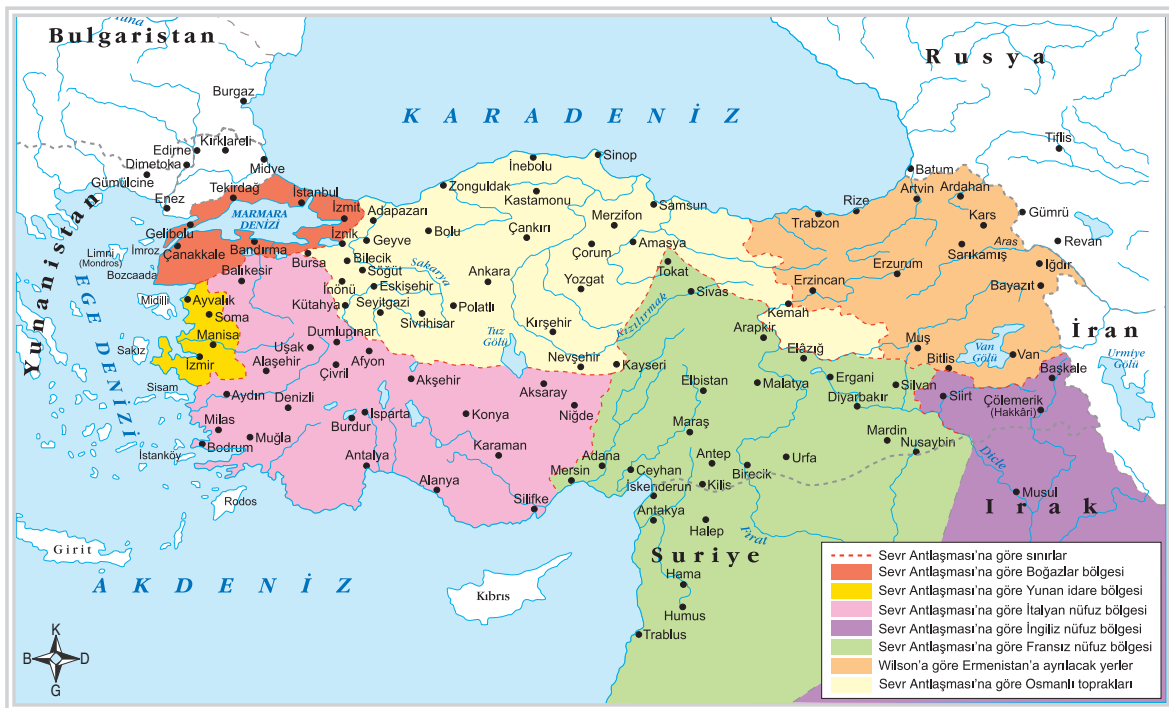 Tuna
Bulgaristan
Rusya
Burgaz
KARADENİZ
Edirne
Kırklareli
Dimetoka
Gümülcine
Midye
Enez
Tekirdağ
İstanbul
MARMARA
DENİZİ
İzmit
Gelibolu
Çanakkale
Bandırma
İznik
Bursa
Balıkesir
Limni
(Mondros)
İmroz
Bozcaada
Yunanistan
EGE DENİZİ
Midilli
Ayvalık
Soma
Manisa
Sakız
İzmir
Sisam
Adapazarı
Geyve
Bilecik
Söğüt
İnönü
Eskişehir
Kütahya
Seyitgazi
Sivrihisar
Polatlı
Sakarya
Bolu
Zonguldak
İnebolu
Kastamonu
Sinop
Çankırı
Merzifon
Samsun
Çorum
Amasya
Ankara
Yozgat
Tokat
Sivas
Kızılırmak
Kırşehir
Tuz
Gölü
Nevşehir
Kayseri
Trabzon
Rize
Batum
Artvin
Ardahan
Tiflis
Kars
Gümrü
Revan
Aras
Sarıkamış
Iğdır
Erzurum
Erzincan
Bayazıt
Kemah
Arapkir
Elâzığ
Muş
Bitlis
Van
Gölü
Van
İran
Urmiye
Gölü
Başkale
Siirt
Çölemerik
(Hakkâri)
Silvan
Ergani
Diyarbakır
Malatya
Elbistan
Maraş
Mardin
Nusaybin
Dicle
Urfa
Antep
Birecik
Kilis
Adana
Mersin
Ceyhan
İskenderun
Antakya
Halep
Fırat
Musul
Irak
Suriye
Hama
Humus
Trablus
Uşak
Dumlupınar
Alaşehir
Çivril
Afyon
Akşehir
Aksaray
Niğde
Aydın
Denizli
Isparta
Burdur
Konya
Karaman
Milas
Muğla
Bodrum
İstanköy
Antalya
Alanya
Silifke
Rodos
Girit
AKDENİZ
Kıbrıs
K
B
D
G
Sevr Antlaşması’na göre sınırlar
Sevr Antlaşması’na göre Boğazlar bölgesi
Sevr Antlaşması’na göre Yunan idare bölgesi
Sevr Antlaşması’na göre İtalyan nüfuz bölgesi
Sevr Antlaşması’na göre İngiliz nüfuz bölgesi
Sevr Antlaşması’na göre Fransız nüfuz bölgesi
Wilson’a göre Ermenistan’a ayrılacak yerler
Sevr Antlaşması’na göre Osmanlı toprakları